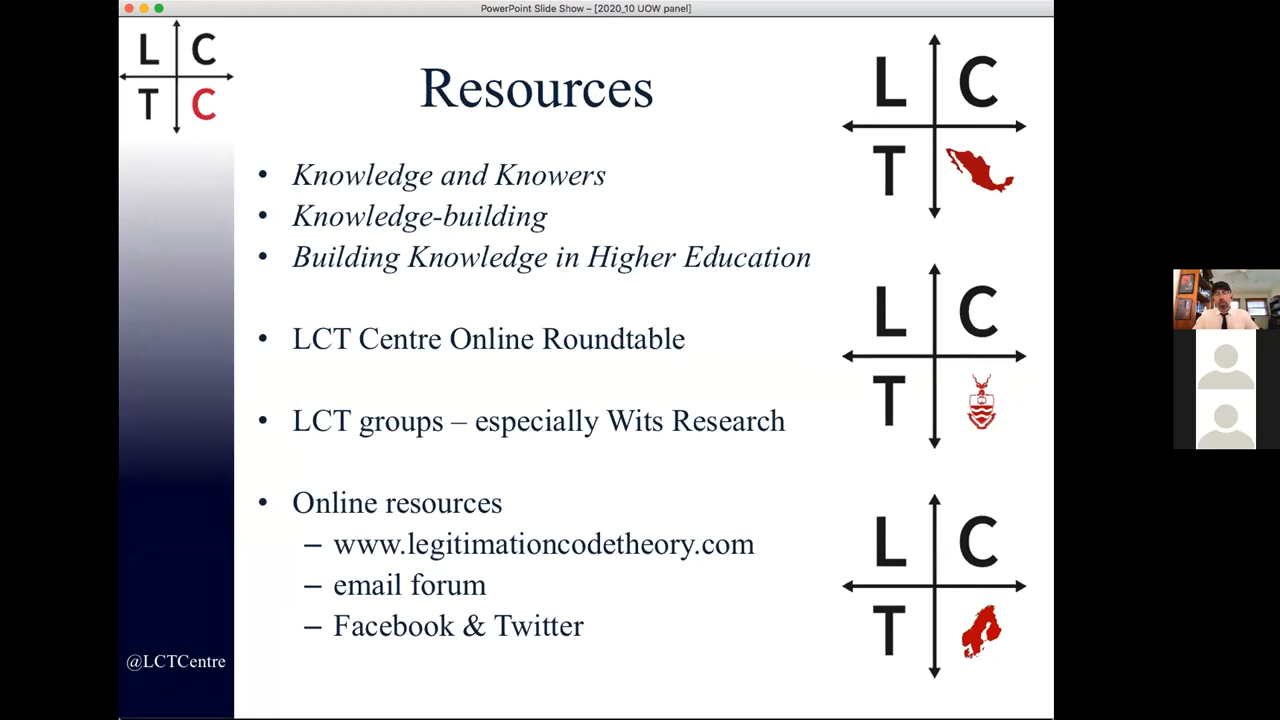 PowerPoint Slide Show – [2020_10 UOW panel]
L C
T C
Resources
• Knowledge and Knowers
• Knowledge-building
• Building Knowledge in Higher Education
• LCT Centre Online Roundtable
• LCT groups – especially Wits Research
• Online resources
– www.legitimationcodetheory.com
– email forum
– Facebook & Twitter
@LCTCentre
L C
T
L C
T
L C
T